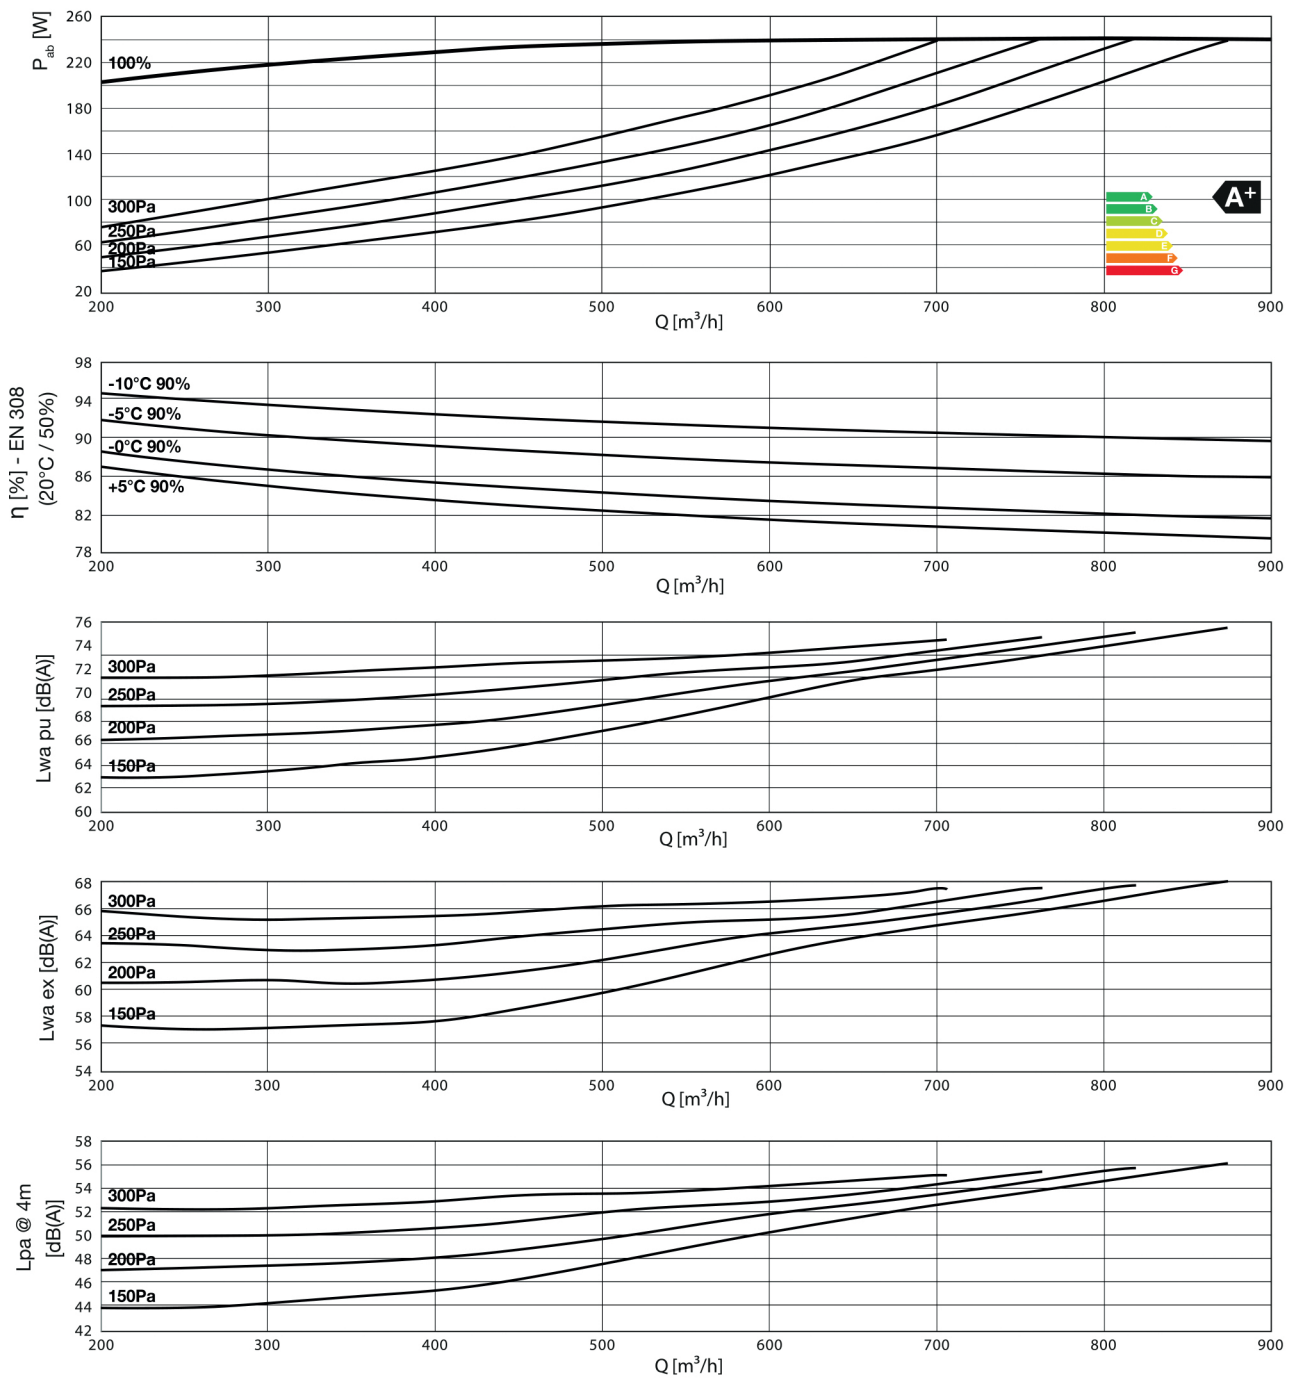 260
220
180
140
100
60
20
P ab [W]
100%
300Pa
250Pa
200Pa
150Pa
A
B
C
D
E
F
G
A+
200 300 400 500 600 700 800 900
Q [m³/h]
98
94
90
86
82
78
η [%] - EN 308
(20°C / 50%)
-10°C 90%
-5°C 90%
-0°C 90%
+5°C 90%
200 300 400 500 600 700 800 900
Q [m³/h]
76
74
72
70
68
66
64
62
60
Lwa pu [dB(A)]
300Pa
250Pa
200Pa
150Pa
200 300 400 500 600 700 800 900
Q [m³/h]
68
66
64
62
60
58
56
54
Lwa ex [dB(A)]
300Pa
250Pa
200Pa
150Pa
200 300 400 500 600 700 800 900
Q [m³/h]
58
56
54
52
50
48
46
44
42
Lpa @ 4m
[dB(A)]
300Pa
250Pa
200Pa
150Pa
200 300 400 500 600 700 800 900
Q [m³/h]